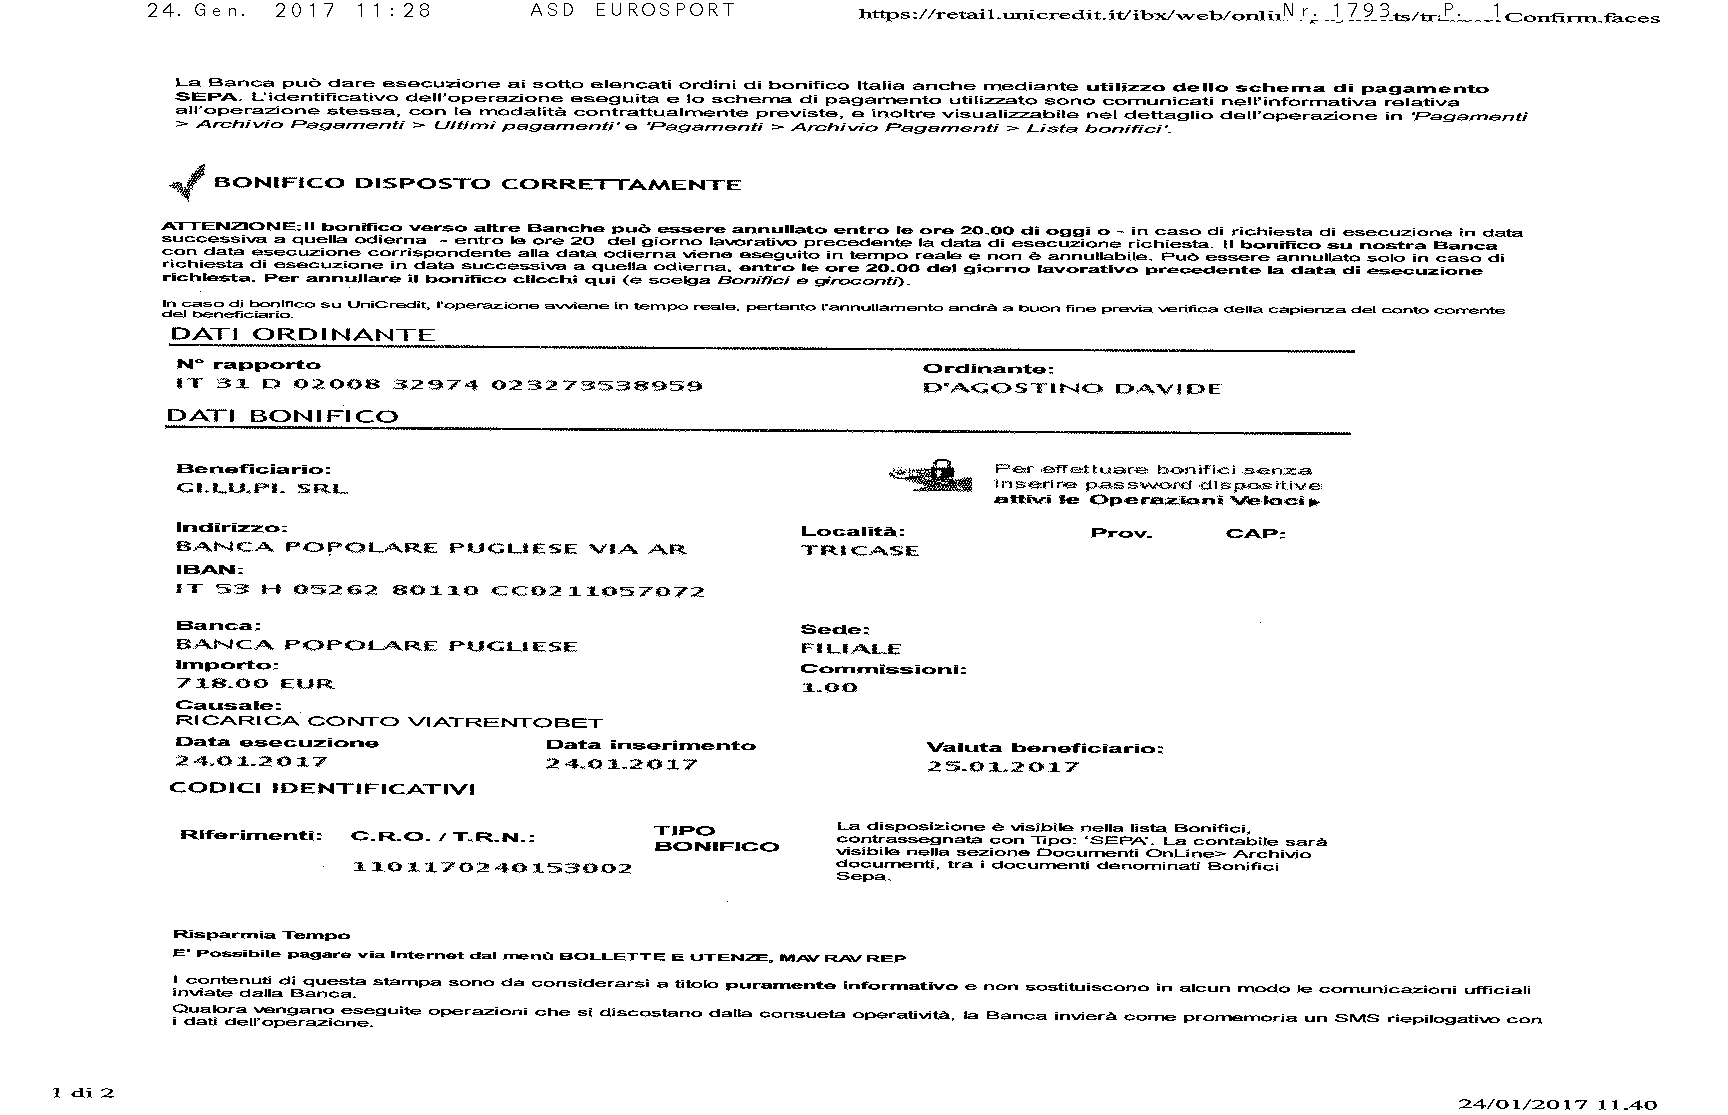 24. Gen. 2017 11:28 ASD EUROSPORT Nr. 1793 P. 1
https://retail.unicredit.it/ibx/web/onli
Confirm.faces
La Banca può dare esecuzione ai sotto elencati ordini di bonifico Italia anche mediante utilizzo dello schema di pagamento
SEPA. L'identificativo dell'operazione eseguita e lo schema di pagamento utilizzato sono comunicati nell'informativa relativa
all'operazione stessa, con le modalità contrattualmente previste, e inoltre visualizzabile nel dettaglio dell'operazione in 'Pagamenti
> Archivio Pagamenti > Ultimi pagamenti' e 'Pagamenti > Archivio Pagamenti > Lista bonifici'.
BONIFICO DISPOSTO CORRETTAMENTE
ATTENZIONE:Il bonifico verso altre Banche può essere annullato entro le ore 20.00 di oggi o - in caso di richiesta di esecuzione in data
successiva a quella odierna - entro le ore 20 del giorno lavorativo precedente la data di esecuzione richiesta. Il bonifico su nostra Banca
con data esecuzione corrispondente alla data odierna viene eseguito in tempo reale e non è annullabile. Può essere annullato solo in caso di
richiesta di esecuzione in data successiva a quella odierna, entro le ore 20.00 del giorno lavorativo precedente la data di esecuzione
richiesta. Per annullare il bonifico clicchi qui (e scelga Bonifici e giroconti).
In caso di bonifico su UniCredit, l'operazione avviene in tempo reale, pertanto l'annullamento andrà a buon fine previa verifica della capienza del conto corrente
del beneficiario.
DATI ORDINANTE
N° rapporto Ordinante:
IT 31 D 02008 32974 023273538959 D'AGOSTINO DAVIDE
DATI BONIFICO
Beneficiario:
GI.LU.PI. SRL
Per effettuare bonifici senza
inserire password dispositive
attivi le Operazioni Veloci
Indirizzo: Località: Prov. CAP:
BANCA POPOLARE PUGLIESE VIA AR TRICASE
IBAN:
IT 53 H 05262 80110 CC0211057072
Banca: Sede:
BANCA POPOLARE PUGLIESE FILIALE
Importo: Commissioni:
718.00 EUR 1.00
Causale:
RICARICA CONTO VIATRENTOBET
Data esecuzione Data inserimento Valuta beneficiario:
24.01.2017 24.01.2017 25.01.2017
CODICI IDENTIFICATIVI
Riferimenti: C.R.O. / T.R.N.: TIPO
BONIFICO
1101170240153002
La disposizione è visibile nella lista Bonifici,
contrassegnata con Tipo: 'SEPA'. La contabile sarà
visibile nella sezione Documenti OnLine> Archivio
documenti, tra i documenti denominati Bonifici
Sepa.
Risparmia Tempo
E' Possibile pagare via Internet dal menù BOLLETTE E UTENZE, MAV RAV REP
I contenuti di questa stampa sono da considerarsi a titolo puramente informativo e non sostituiscono in alcun modo le comunicazioni ufficiali
inviate dalla Banca.
Qualora vengano eseguite operazioni che si discostano dalla consueta operatività, la Banca invierà come promemoria un SMS riepilogativo con
i dati dell'operazione.
1 di 2
24/01/2017 11.40